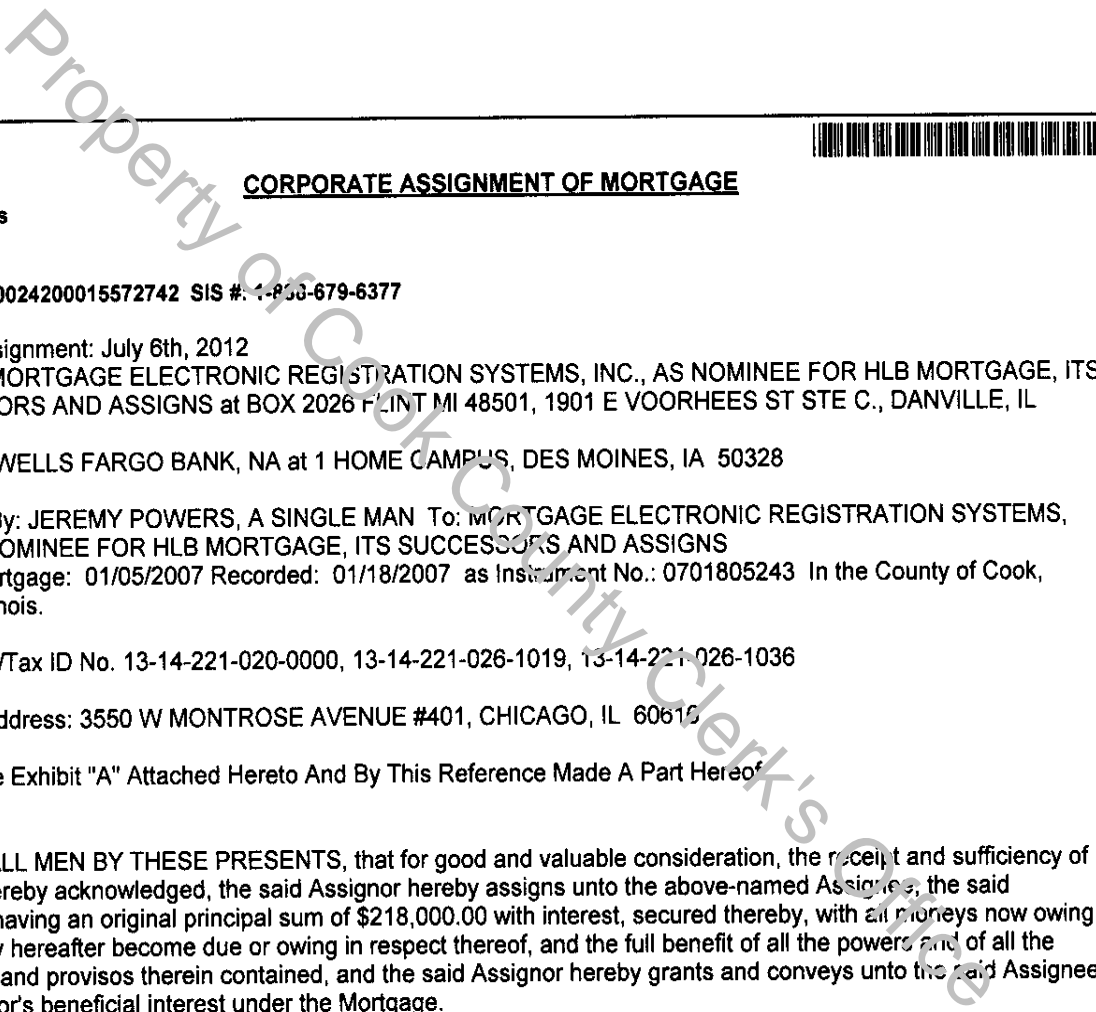 CORPORATE ASSIGNMENT OF MORTGAGE
s
0024200015572742 SIS #: 1-888-679-6377
signment: July 6th, 2012
MORTGAGE ELECTRONIC REGISTRATION SYSTEMS, INC., AS NOMINEE FOR HLB MORTGAGE, ITS
ORS AND ASSIGNS at BOX 2026 FLINT MI 48501, 1901 E VOORHEES ST STE C., DANVILLE, IL
WELLS FARGO BANK, NA at 1 HOME CAMPUS, DES MOINES, IA 50328
By: JEREMY POWERS, A SINGLE MAN To: MORTGAGE ELECTRONIC REGISTRATION SYSTEMS,
OMINEE FOR HLB MORTGAGE, ITS SUCCESSORS AND ASSIGNS
rtgage: 01/05/2007 Recorded: 01/18/2007 as Instrument No.: 0701805243 In the County of Cook,
nois.
/Tax ID No. 13-14-221-020-0000, 13-14-221-026-1019, 13-14-221-026-1036
ddress: 3550 W MONTROSE AVENUE #401, CHICAGO, IL
e Exhibit "A" Attached Hereto And By This Reference Made A Part Hereof
LL MEN BY THESE PRESENTS, that for good and valuable consideration, the receipt and sufficiency of
ereby acknowledged, the said Assignor hereby assigns unto the above-named Assignee, the said
having an original principal sum of $218,000.00 with interest, secured thereby, with all moneys now owing
y hereafter become due or owing in respect thereof, and the full benefit of all the powers and of all the
and provisos therein contained, and the said Assignor hereby grants and conveys unto the said Assignee
or's beneficial interest under the Mortgage.
Property of Cook County Clerk's Office